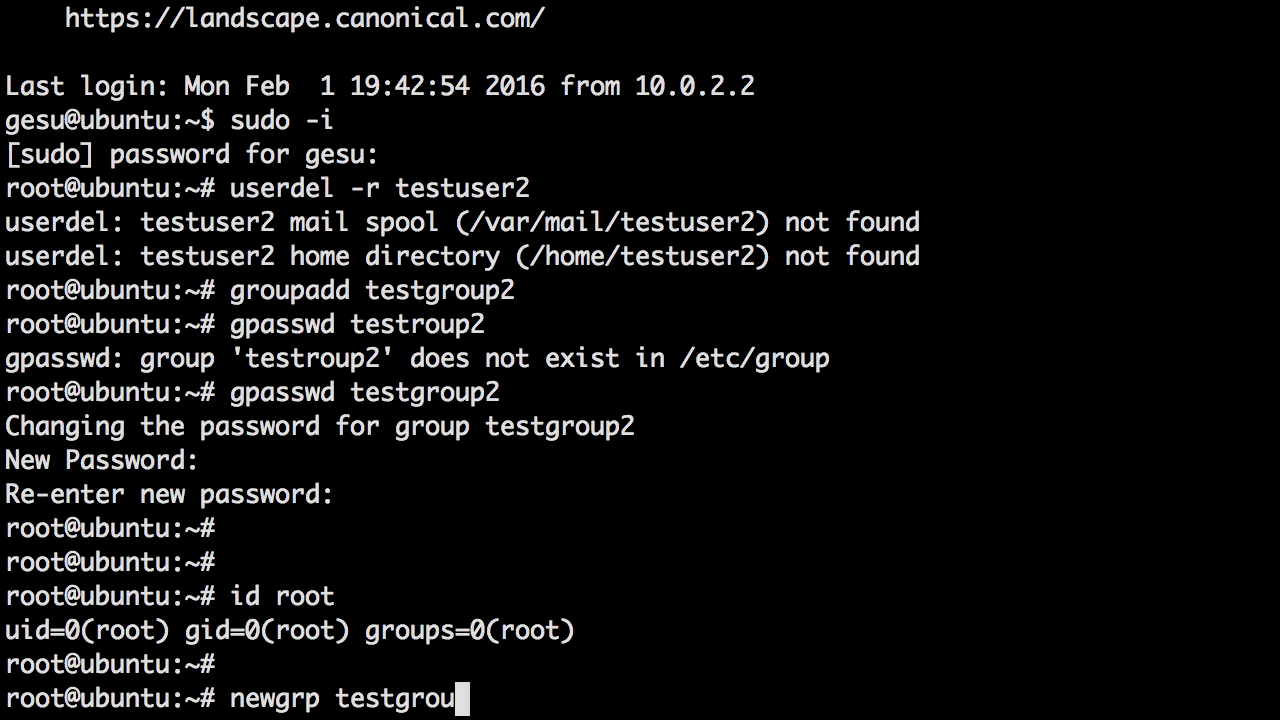 https://landscape.canonical.com/
Last login: Mon Feb  1 19:42:54 2016 from 10.0.2.2
gesu@ubuntu:~$ sudo -i
[sudo] password for gesu:
root@ubuntu:~# userdel -r testuser2
userdel: testuser2 mail spool (/var/mail/testuser2) not found
userdel: testuser2 home directory (/home/testuser2) not found
root@ubuntu:~# groupadd testgroup2
root@ubuntu:~# gpasswd testroup2
gpasswd: group 'testroup2' does not exist in /etc/group
root@ubuntu:~# gpasswd testgroup2
Changing the password for group testgroup2
New Password:
Re-enter new password:
root@ubuntu:~#
root@ubuntu:~#
root@ubuntu:~# id root
uid=0(root) gid=0(root) groups=0(root)
root@ubuntu:~#
root@ubuntu:~# newgrp testgrou